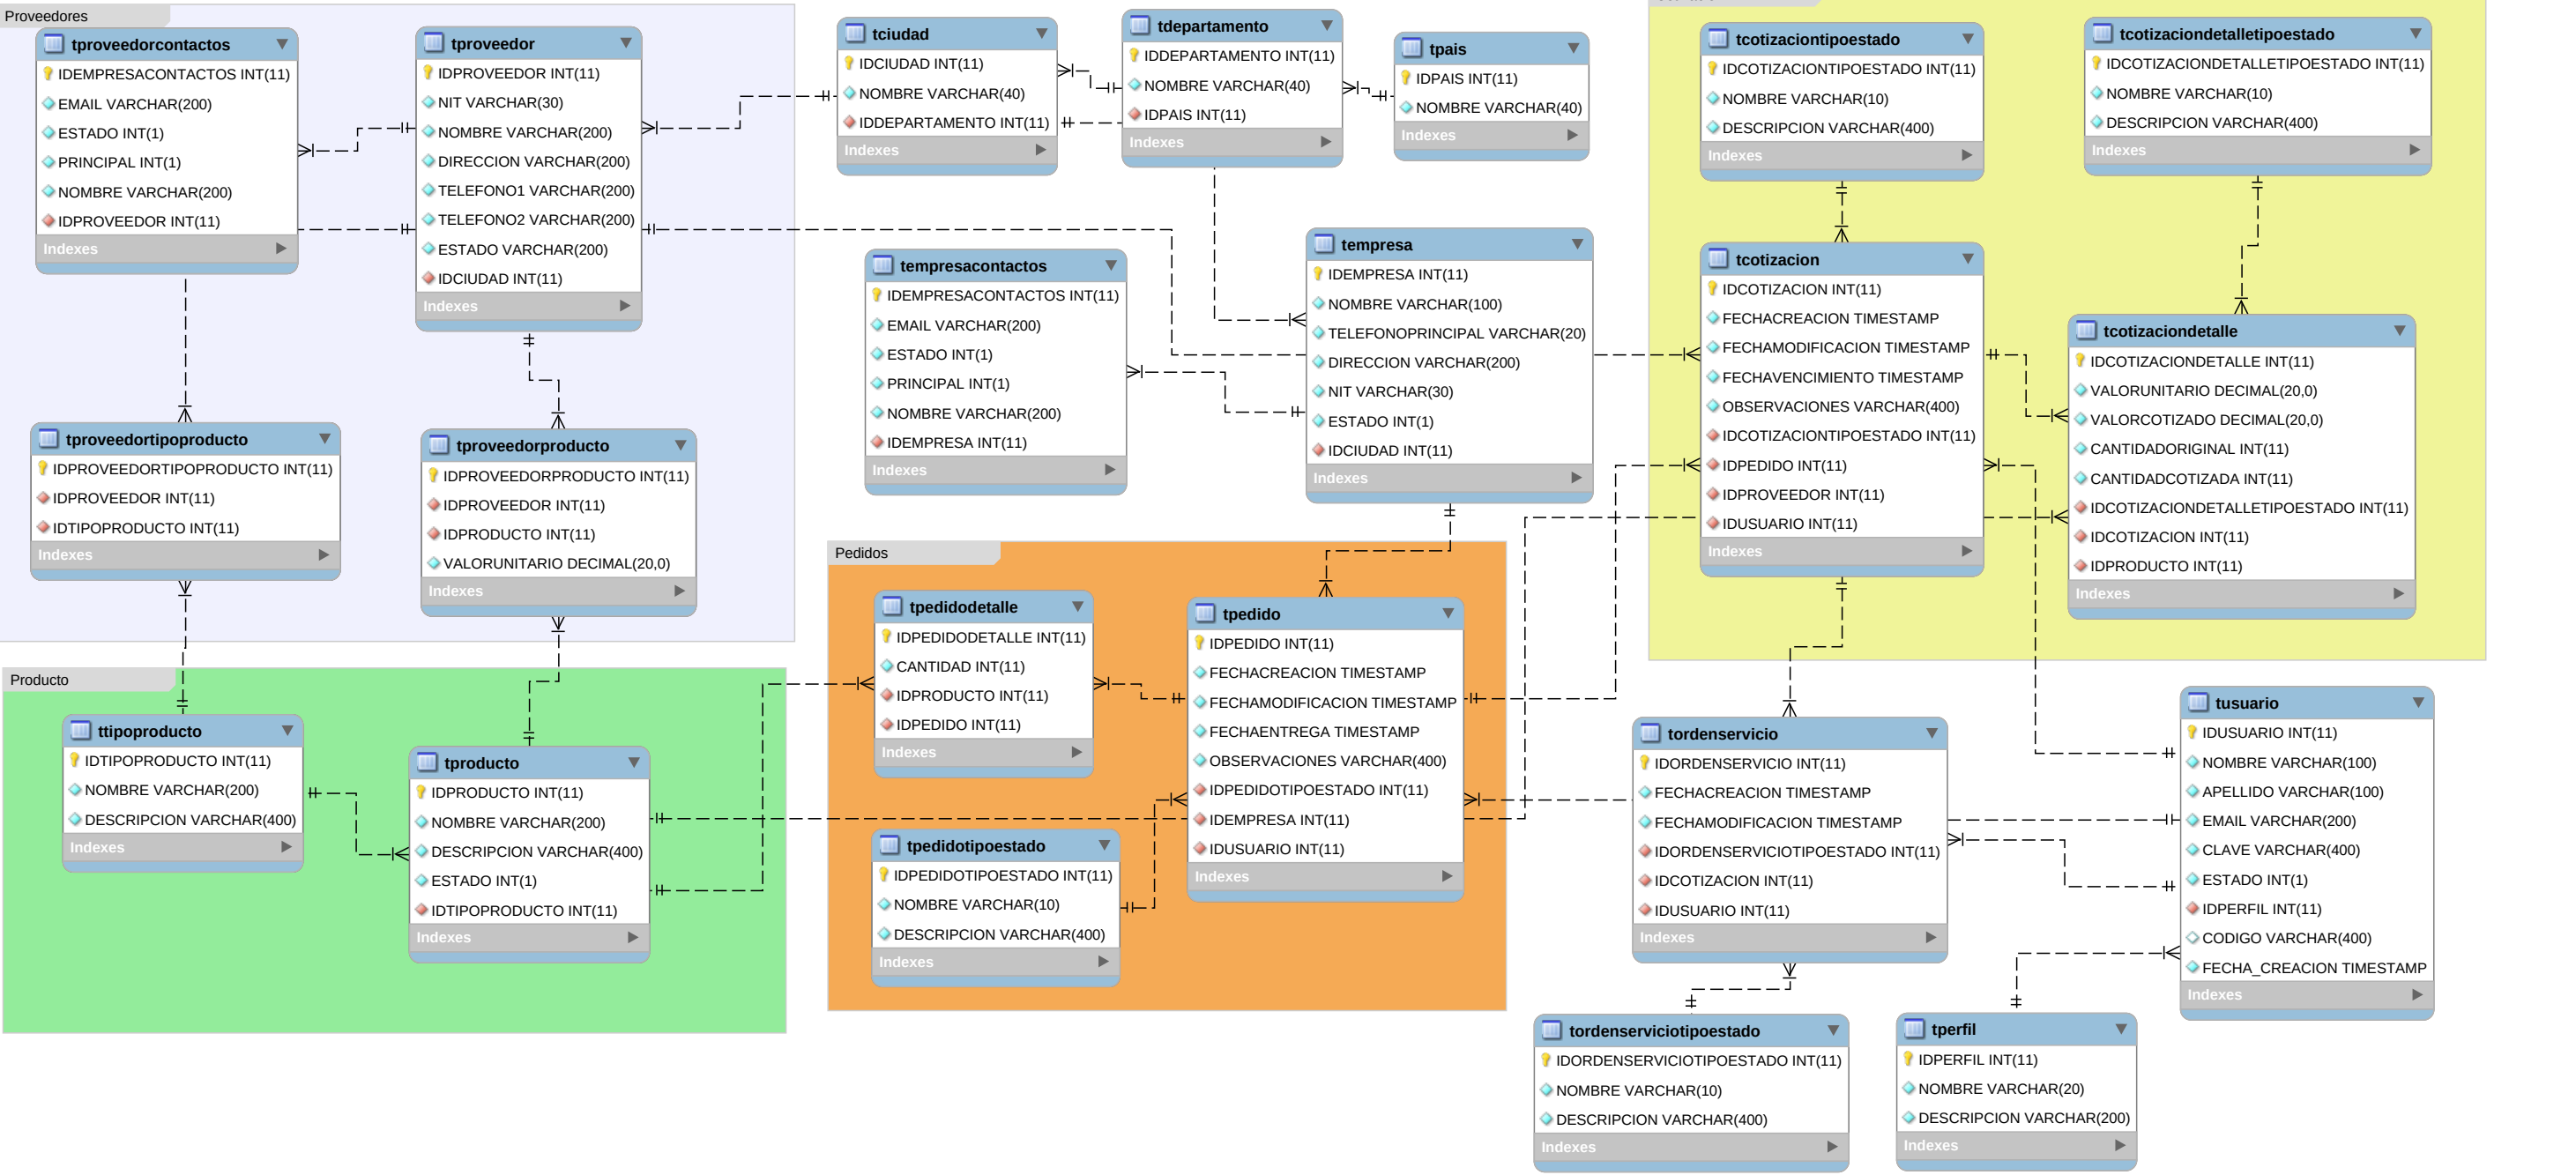 Proveedores
tproveedorcontactos
IDEMPRESACONTACTOS INT(11)
EMAIL VARCHAR(200)
ESTADO INT(1)
PRINCIPAL INT(1)
NOMBRE VARCHAR(200)
IDPROVEEDOR INT(11)
Indexes
tproveedor
IDPROVEEDOR INT(11)
NIT VARCHAR(30)
NOMBRE VARCHAR(200)
DIRECCION VARCHAR(200)
TELEFONO1 VARCHAR(200)
TELEFONO2 VARCHAR(200)
ESTADO VARCHAR(200)
IDCIUDAD INT(11)
Indexes
tproveedortipoproducto
IDPROVEEDORTIPOPRODUCTO INT(11)
IDPROVEEDOR INT(11)
IDTIPOPRODUCTO INT(11)
Indexes
tproveedorproducto
IDPROVEEDORPRODUCTO INT(11)
IDPROVEEDOR INT(11)
IDPRODUCTO INT(11)
VALORUNITARIO DECIMAL(20,0)
Indexes
Producto
ttipoproducto
IDTIPOPRODUCTO INT(11)
NOMBRE VARCHAR(200)
DESCRIPCION VARCHAR(400)
Indexes
tproducto
IDPRODUCTO INT(11)
NOMBRE VARCHAR(200)
DESCRIPCION VARCHAR(400)
ESTADO INT(1)
IDTIPOPRODUCTO INT(11)
Indexes
tciudad
IDCIUDAD INT(11)
NOMBRE VARCHAR(40)
IDDEPARTAMENTO INT(11)
Indexes
tdepartamento
IDDEPARTAMENTO INT(11)
NOMBRE VARCHAR(40)
IDPAIS INT(11)
Indexes
tpais
IDPAIS INT(11)
NOMBRE VARCHAR(40)
Indexes
tempresacontactos
IDEMPRESACONTACTOS INT(11)
EMAIL VARCHAR(200)
ESTADO INT(1)
PRINCIPAL INT(1)
NOMBRE VARCHAR(200)
IDEMPRESA INT(11)
Indexes
tempresa
IDEMPRESA INT(11)
NOMBRE VARCHAR(100)
TELEFONOPRINCIPAL VARCHAR(20)
DIRECCION VARCHAR(200)
NIT VARCHAR(30)
ESTADO INT(1)
IDCIUDAD INT(11)
Indexes
Pedidos
tpedidodetalle
IDPEDIDODETALLE INT(11)
CANTIDAD INT(11)
IDPRODUCTO INT(11)
IDPEDIDO INT(11)
Indexes
tpedido
IDPEDIDO INT(11)
FECHACREACION TIMESTAMP
FECHAMODIFICACION TIMESTAMP
FECHAENTREGA TIMESTAMP
OBSERVACIONES VARCHAR(400)
IDPEDIDOTIPOESTADO INT(11)
IDEMPRESA INT(11)
IDUSUARIO INT(11)
Indexes
tpedidotipoestado
IDPEDIDOTIPOESTADO INT(11)
NOMBRE VARCHAR(10)
DESCRIPCION VARCHAR(400)
Indexes
tcotizaciontipoestado
IDCOTIZACIONTIPOESTADO INT(11)
NOMBRE VARCHAR(10)
DESCRIPCION VARCHAR(400)
Indexes
tcotizaciondetalletipoestado
IDCOTIZACIONDETALLETIPOESTADO INT(11)
NOMBRE VARCHAR(10)
DESCRIPCION VARCHAR(400)
Indexes
tcotizacion
IDCOTIZACION INT(11)
FECHACREACION TIMESTAMP
FECHAMODIFICACION TIMESTAMP
FECHAVENCIMIENTO TIMESTAMP
OBSERVACIONES VARCHAR(400)
IDCOTIZACIONTIPOESTADO INT(11)
IDPEDIDO INT(11)
IDPROVEEDOR INT(11)
IDUSUARIO INT(11)
Indexes
tcotizaciondetalle
IDCOTIZACIONDETALLE INT(11)
VALORUNITARIO DECIMAL(20,0)
VALORCOTIZADO DECIMAL(20,0)
CANTIDADORIGINAL INT(11)
CANTIDADCOTIZADA INT(11)
IDCOTIZACIONDETALLETIPOESTADO INT(11)
IDCOTIZACION INT(11)
IDPRODUCTO INT(11)
Indexes
tordenservicio
IDORDENSERVICIO INT(11)
FECHACREACION TIMESTAMP
FECHAMODIFICACION TIMESTAMP
IDORDENSERVICIOTIPOESTADO INT(11)
IDCOTIZACION INT(11)
IDUSUARIO INT(11)
Indexes
tusuario
IDUSUARIO INT(11)
NOMBRE VARCHAR(100)
APELLIDO VARCHAR(100)
EMAIL VARCHAR(200)
CLAVE VARCHAR(400)
ESTADO INT(1)
IDPERFIL INT(11)
CODIGO VARCHAR(400)
FECHA_CREACION TIMESTAMP
Indexes
tordenserviciotipoestado
IDORDENSERVICIOTIPOESTADO INT(11)
NOMBRE VARCHAR(10)
DESCRIPCION VARCHAR(400)
Indexes
tperfil
IDPERFIL INT(11)
NOMBRE VARCHAR(20)
DESCRIPCION VARCHAR(200)
Indexes